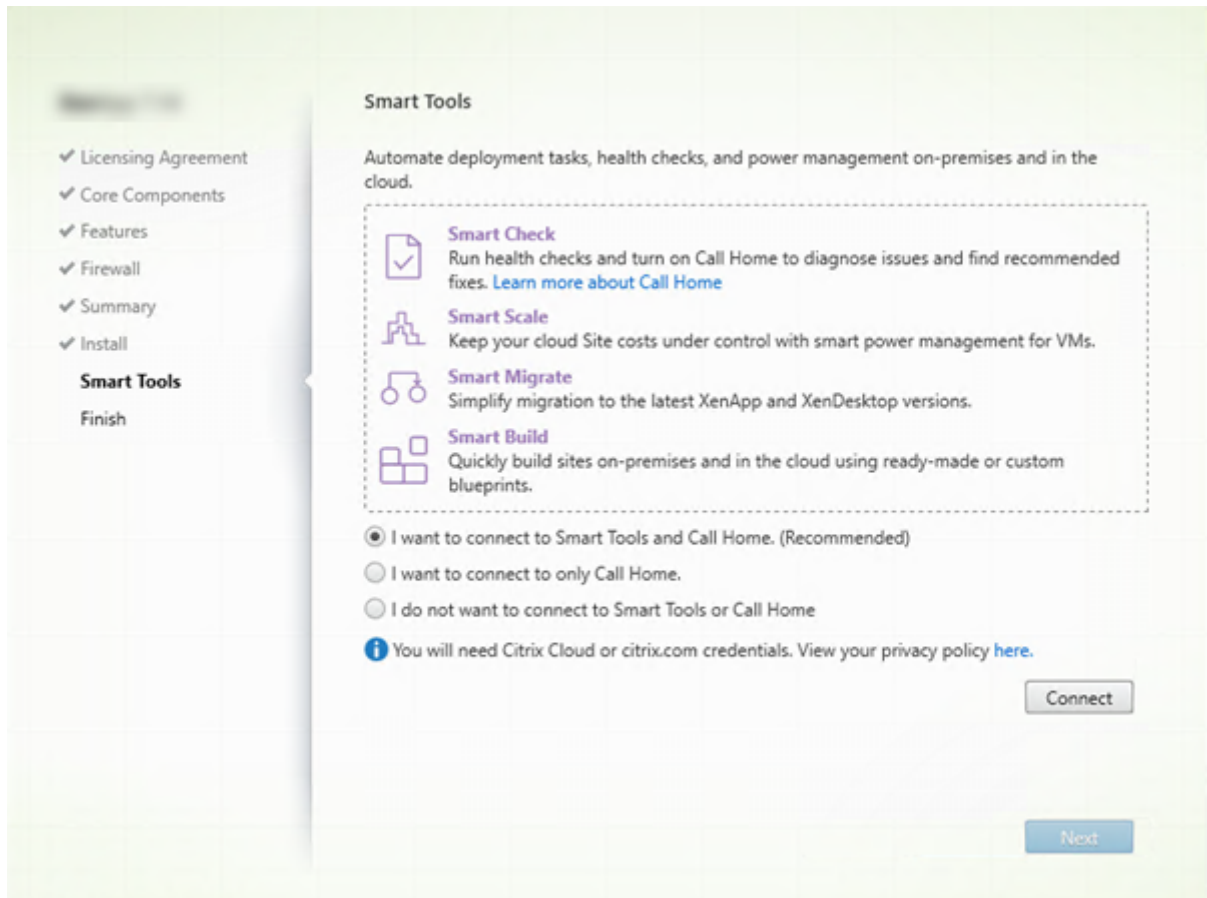 Smart Tools
Licensing Agreement
Core Components
Features
Firewall
Summary
Install
Smart Tools
Finish
Automate deployment tasks, health checks, and power management on-premises and in the
cloud.
Smart Check
Run health checks and turn on Call Home to diagnose issues and find recommended
fixes. Learn more about Call Home
Smart Scale
Keep your cloud Site costs under control with smart power management for VMs.
Smart Migrate
Simplify migration to the latest XenApp and XenDesktop versions.
Smart Build
Quickly build sites on-premises and in the cloud using ready-made or custom
blueprints.
I want to connect to Smart Tools and Call Home. (Recommended)
I want to connect to only Call Home.
I do not want to connect to Smart Tools or Call Home
You will need Citrix Cloud or citrix.com credentials. View your privacy policy here.
Connect
Next